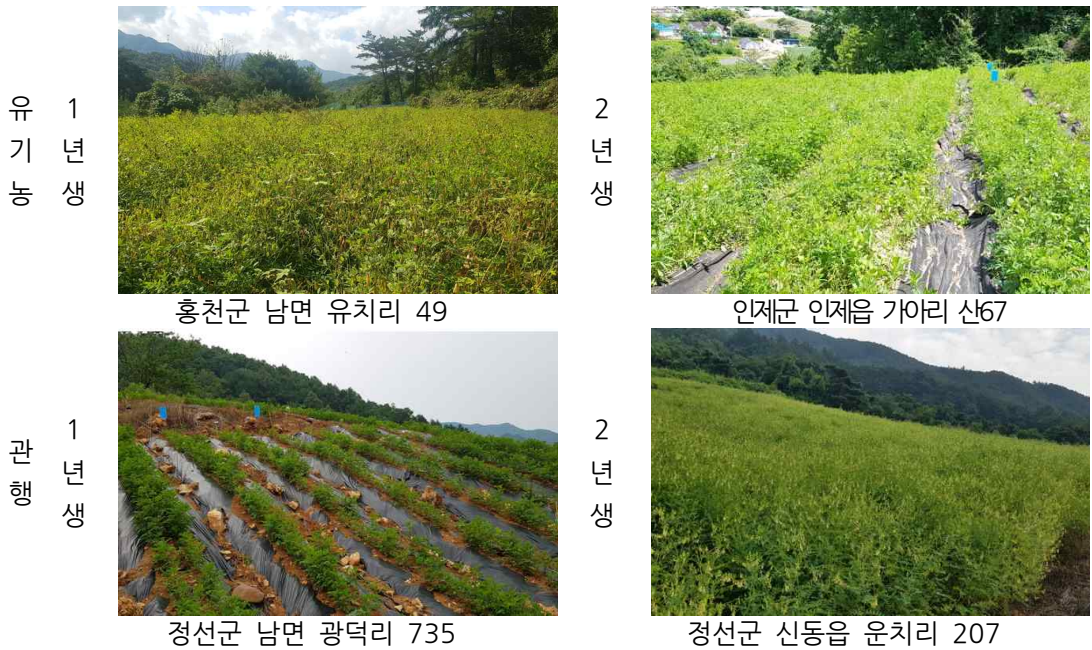 유기농
1년생
2년생
홍천군 남면 유치리 49
인제군 인제읍 가아리 산67
관행
1년생
2년생
정선군 남면 광덕리 735
정선군 신동읍 운치리 207